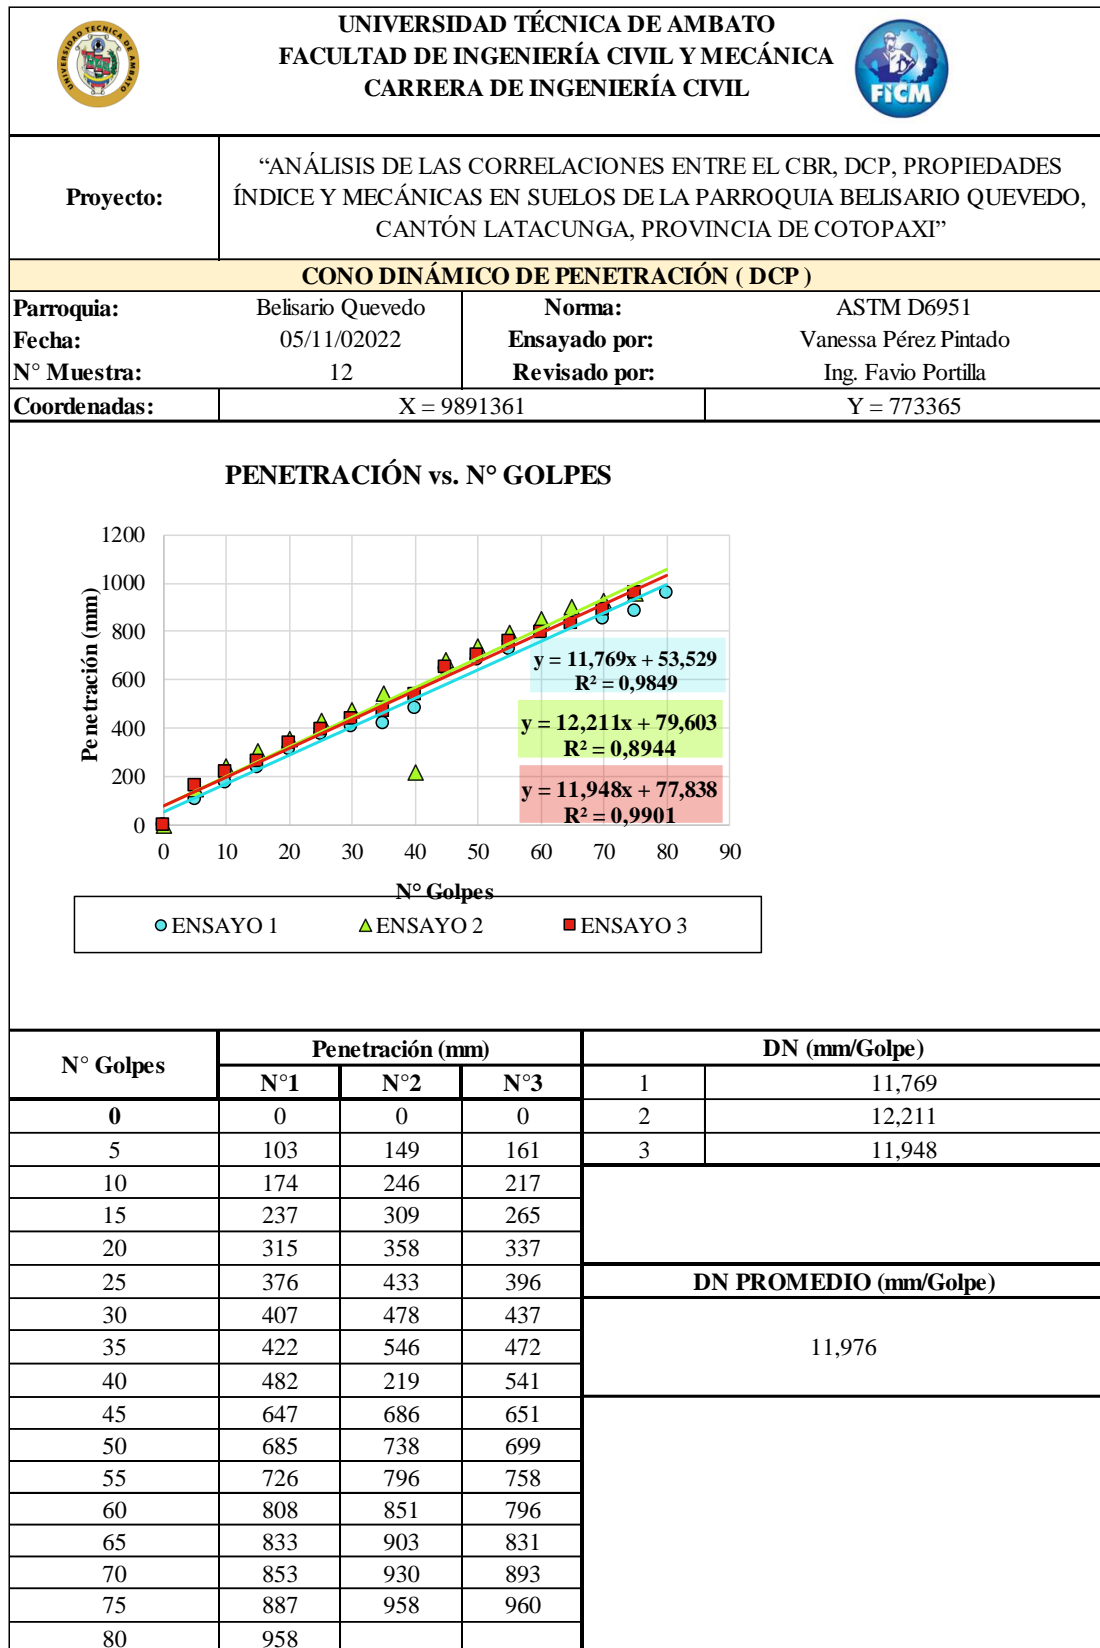 UNIVERSIDAD TÉCNICA DE AMBATO
FACULTAD DE INGENIERÍA CIVIL Y MECÁNICA
CARRERA DE INGENIERÍA CIVIL
UNIVERSIDAD TECNICA DE AMBATO
FICM
Proyecto:
“ANÁLISIS DE LAS CORRELACIONES ENTRE EL CBR, DCP, PROPIEDADES
ÍNDICE Y MECÁNICAS EN SUELOS DE LA PARROQUIA BELISARIO QUEVEDO,
CANTÓN LATACUNGA, PROVINCIA DE COTOPAXI”
CONO DINÁMICO DE PENETRACIÓN ( DCP )
Parroquia: Belisario Quevedo Norma: ASTM D6951
Fecha: 05/11/02022 Ensayado por: Vanessa Pérez Pintado
N° Muestra: 12 Revisado por: Ing. Favio Portilla
Coordenadas: X = 9891361 Y = 773365
PENETRACIÓN vs. N° GOLPES
Penetración (mm)
1200
1000
800
600
400
200
0
y = 11,769x + 53,529
R² = 0,9849
y = 12,211x + 79,603
R² = 0,8944
y = 11,948x + 77,838
R² = 0,9901
0 10 20 30 40 50 60 70 80 90
N° Golpes
ENSAYO 1 ENSAYO 2 ENSAYO 3
N° Golpes Penetración (mm) DN (mm/Golpe)
N°1 N°2 N°3 1 11,769
0 0 0 0 2 12,211
5 103 149 161 3 11,948
10 174 246 217
15 237 309 265
20 315 358 337
25 376 433 396 DN PROMEDIO (mm/Golpe)
30 407 478 437
35 422 546 472 11,976
40 482 219 541
45 647 686 651
50 685 738 699
55 726 796 758
60 808 851 796
65 833 903 831
70 853 930 893
75 887 958 960
80 958